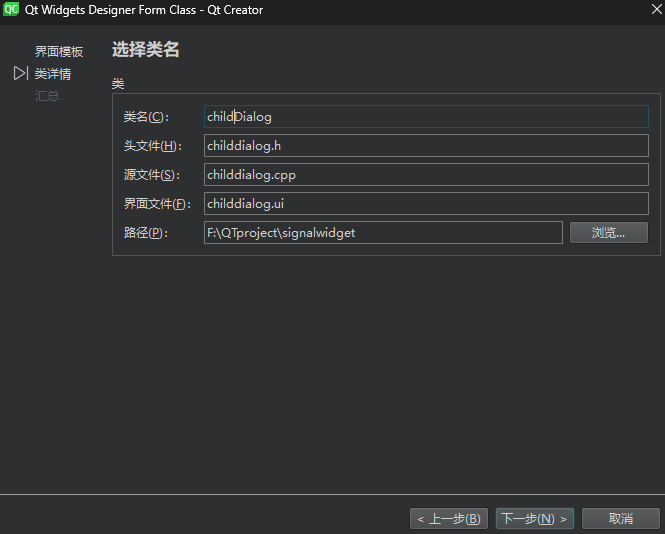 QC Qt Widgets Designer Form Class - Qt Creator
界面模板
类详情
汇总
选择类名
类
类名(C): childDialog
头文件(H): childdialog.h
源文件(S): childdialog.cpp
界面文件(F): childdialog.ui
路径(P): F:\QTproject\signalwidget 浏览...
< 上一步(B) 下一步(N) > 取消